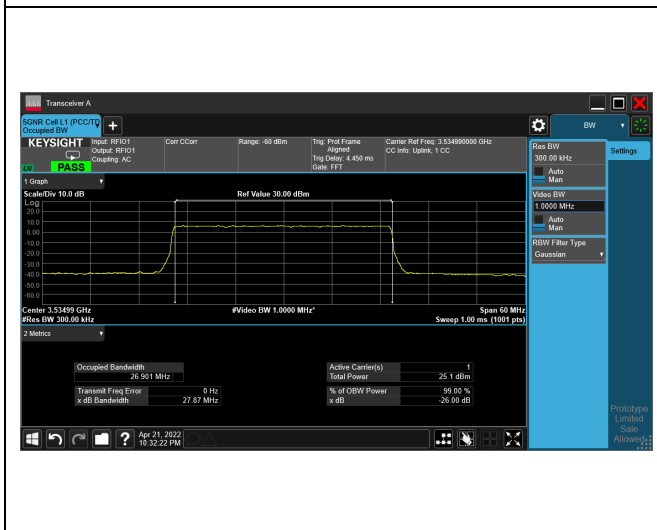 Transceiver A
5GNR Cell L1 (PCC/TD
Occupied BW
BW
KEYSIGHT
Input: RFIO1
Output: RFIO1
Coupling: AC
Corr CCorr
Range: -60 dBm
Trig: Prot Frame
Aligned
Trig Delay: 4.450 ms
Gate: FFT
Carrier Ref Freq: 3.534990000 GHz
CC Info: Uplink, 1 CC
PASS
Res BW
300.00 kHz
Auto
Man
Settings
Video BW
1.0000 MHz
Auto
Man
RBW Filter Type
Gaussian
1 Graph
Scale/Div 10.0 dB
Ref Value 30.00 dBm
Log
20.0
10.0
0.00
-10.0
-20.0
-30.0
-40.0
-50.0
-60.0
Center 3.53499 GHz
#Video BW 1.0000 MHz*
Span 60 MHz
#Res BW 300.00 kHz
Sweep 1.00 ms (1001 pts)
2 Metrics
Occupied Bandwidth
26.901 MHz
Active Carrier(s) 1
Total Power 25.1 dBm
Transmit Freq Error 0 Hz
x dB Bandwidth 27.87 MHz
% of OBW Power 99.00 %
x dB -26.00 dB
Prototype
Limited
Sale
Allowed
?
Apr 21, 2022
10:32:22 PM